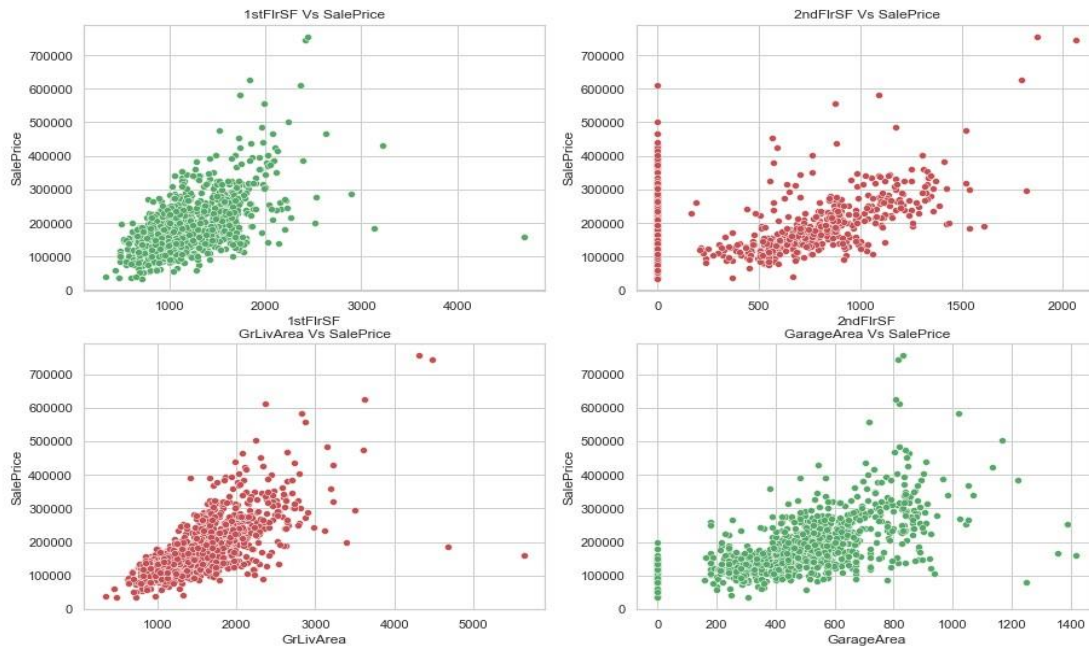 1stFlrSF Vs SalePrice
700000
600000
500000
400000
300000
200000
100000
0
SalePrice
1000 2000 3000 4000
1stFlrSF
2ndFlrSF Vs SalePrice
700000
600000
500000
400000
300000
200000
100000
0
SalePrice
0 500 1000 1500 2000
2ndFlrSF
GrLivArea Vs SalePrice
700000
600000
500000
400000
300000
200000
100000
0
SalePrice
1000 2000 3000 4000 5000
GrLivArea
GarageArea Vs SalePrice
700000
600000
500000
400000
300000
200000
100000
0
SalePrice
0 200 400 600 800 1000 1200 1400
GarageArea